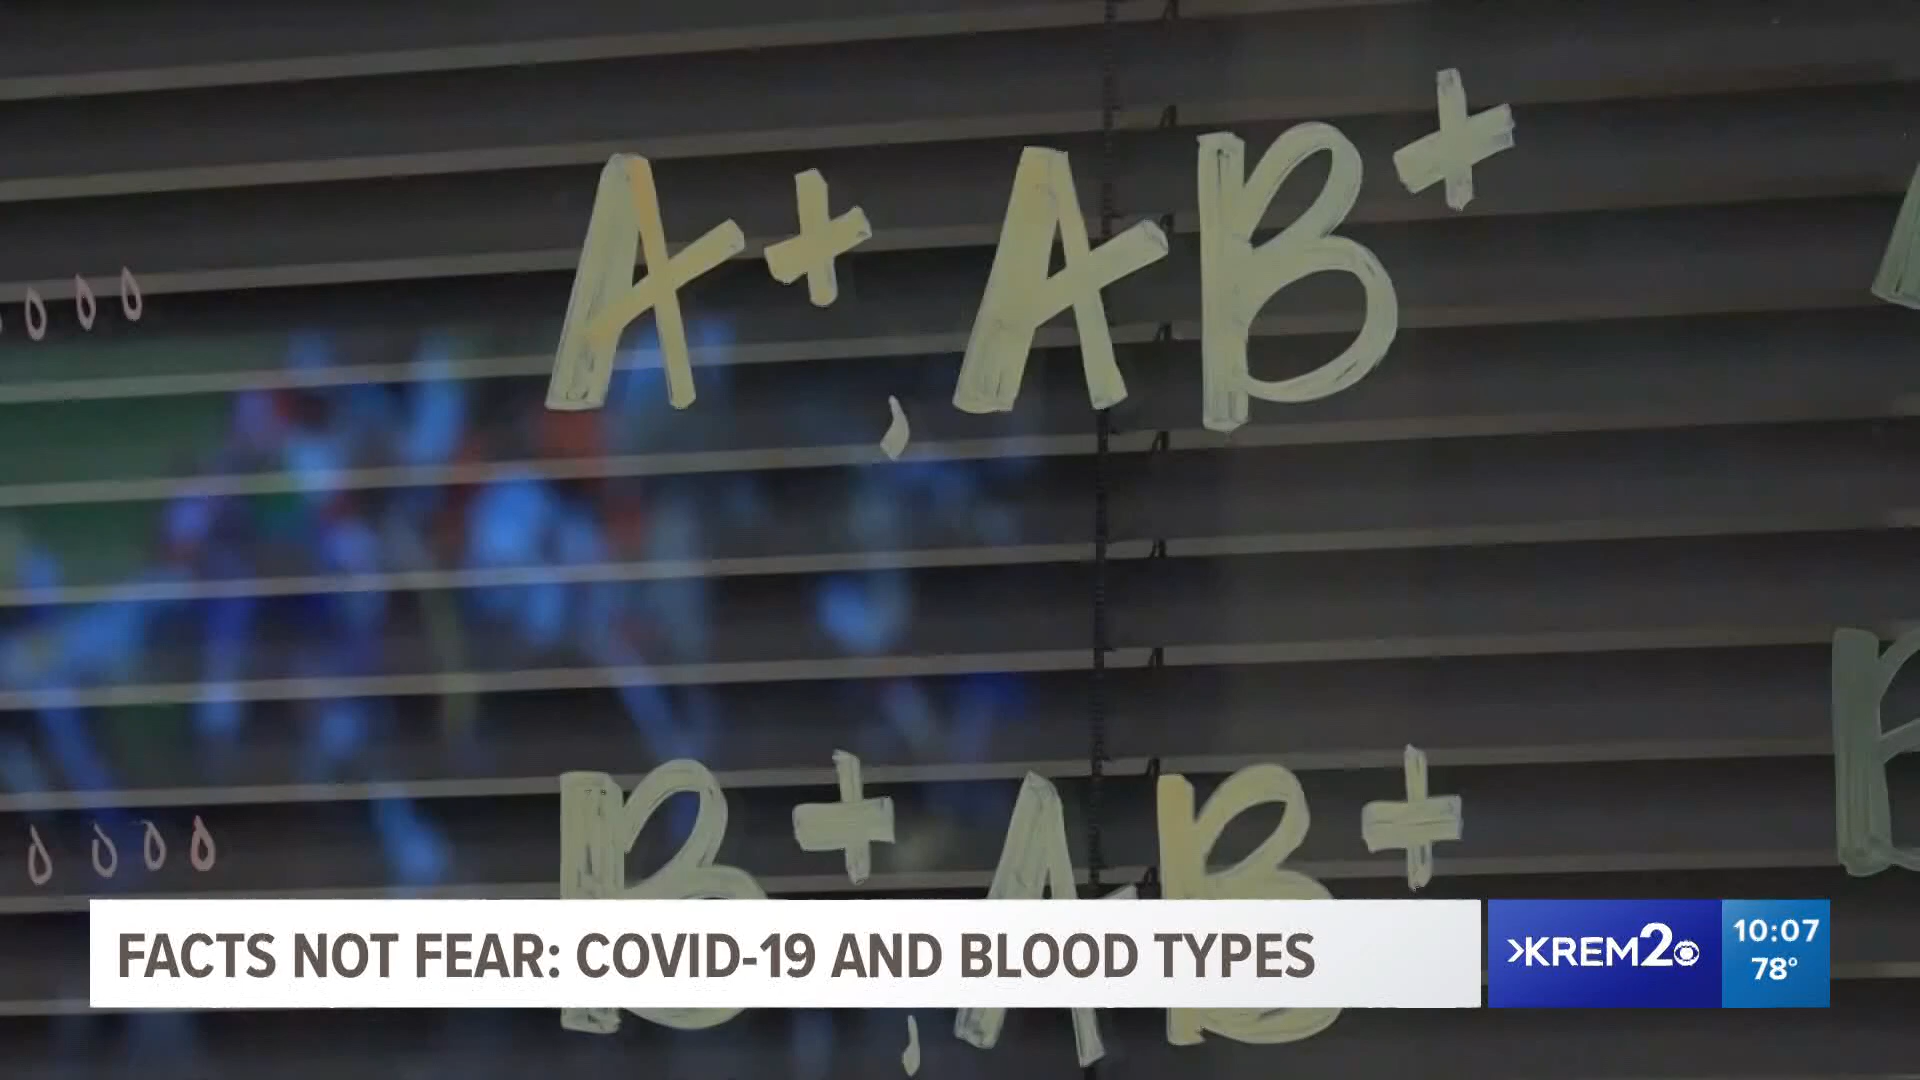 A+, AB+
B+, AB+
FACTS NOT FEAR: COVID-19 AND BLOOD TYPES
KREM2
10:07
78°